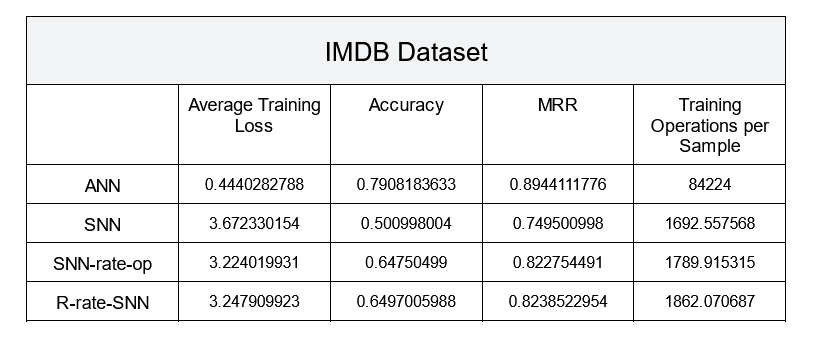 IMDB Dataset
Average Training Loss Accuracy MRR Training Operations per Sample
ANN 0.4440282788 0.7908183633 0.8944111776 84224
SNN 3.672330154 0.500998004 0.749500998 1692.557568
SNN-rate-op 3.224019931 0.64750499 0.822754491 1789.915315
R-rate-SNN 3.247909923 0.6497005988 0.8238522954 1862.070687